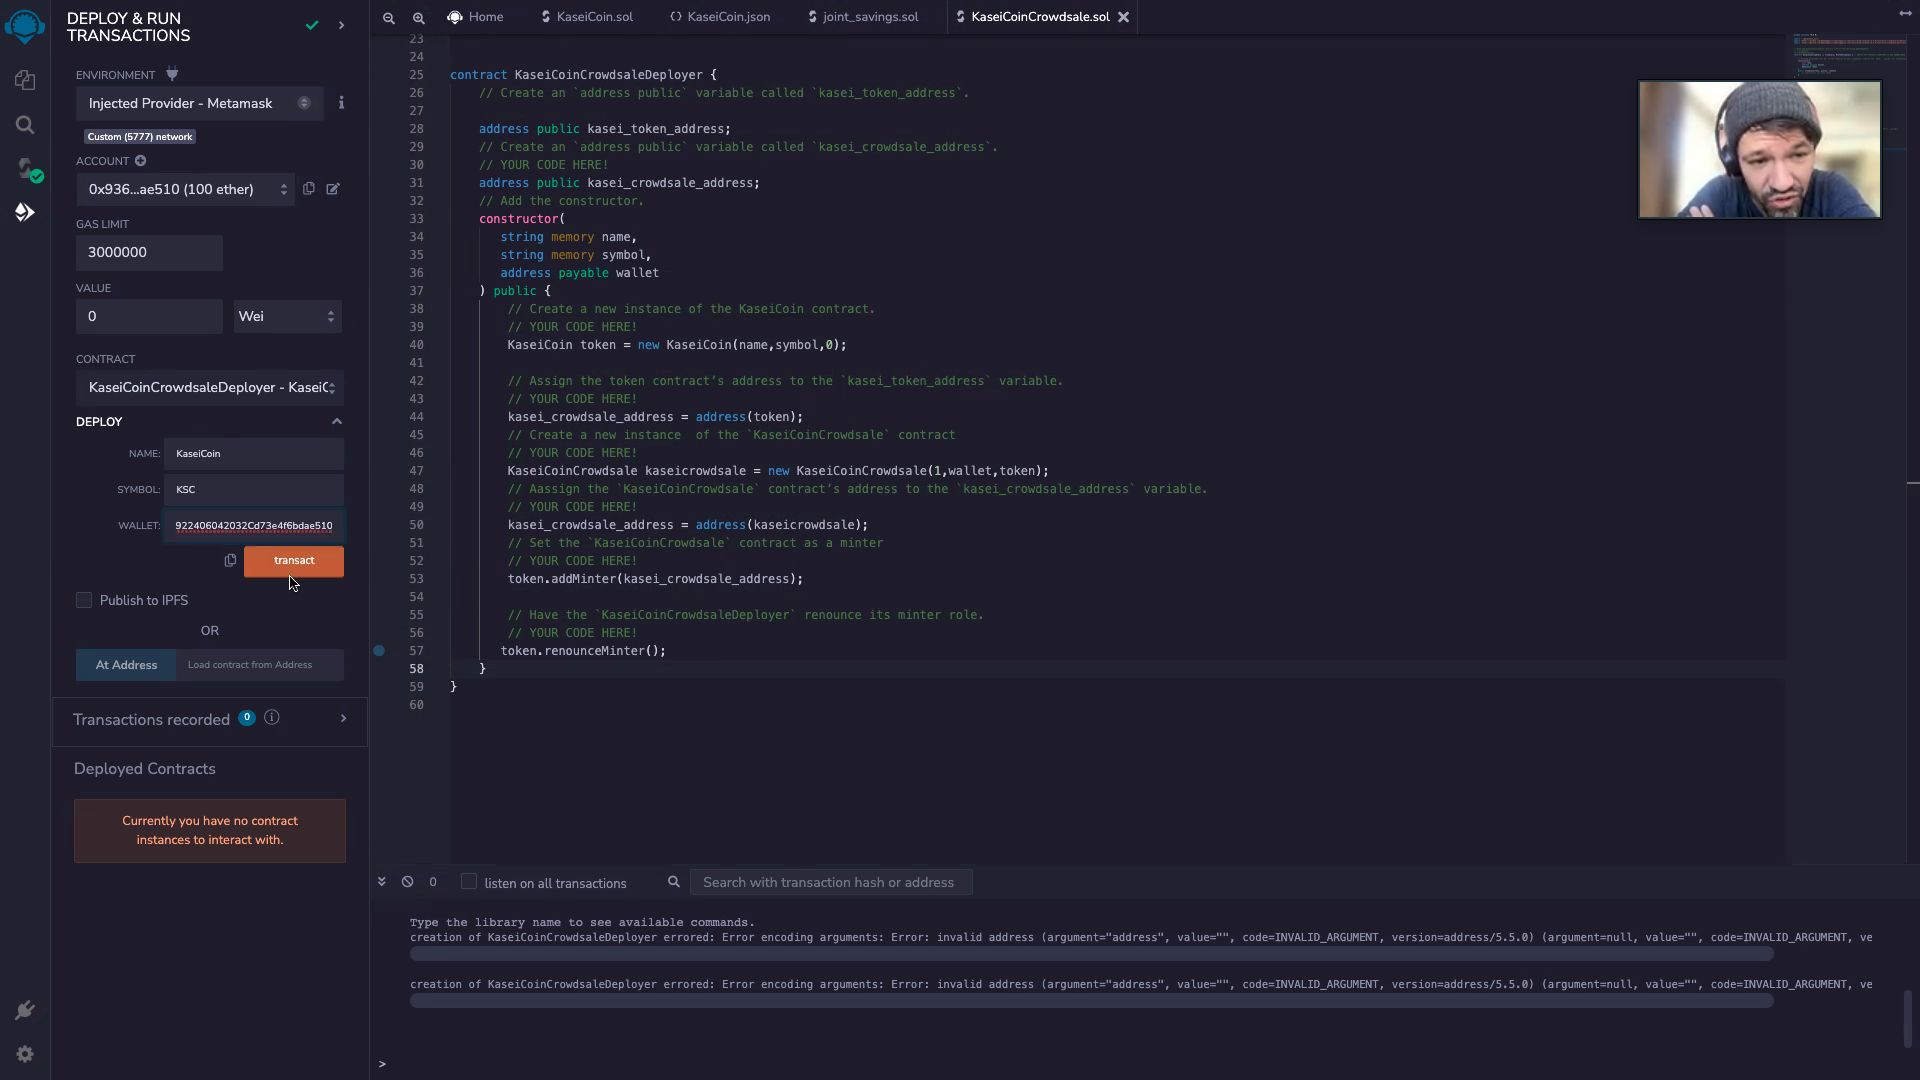 DEPLOY & RUN
TRANSACTIONS
ENVIRONMENT
Injected Provider - Metamask
Custom (5777) network
ACCOUNT
0x936...ae510 (100 ether)
GAS LIMIT
3000000
VALUE
0
Wei
CONTRACT
KaseiCoinCrowdsaleDeployer - KaseiC
DEPLOY
NAME: KaseiCoin
SYMBOL: KSC
WALLET: 922406042032Cd73e4f6bdae510
transact
Publish to IPFS
OR
At Address Load contract from Address
Transactions recorded 0
Deployed Contracts
Currently you have no contract
instances to interact with.
Home KaseiCoin.sol KaseiCoin.json joint_savings.sol KaseiCoinCrowdsale.sol
23
24
25 contract KaseiCoinCrowdsaleDeployer {
26 // Create an `address public` variable called `kasei_token_address`.
27
28 address public kasei_token_address;
29 // Create an `address public` variable called `kasei_crowdsale_address`.
30 // YOUR CODE HERE!
31 address public kasei_crowdsale_address;
32 // Add the constructor.
33 constructor(
34 string memory name,
35 string memory symbol,
36 address payable wallet
37 ) public {
38 // Create a new instance of the KaseiCoin contract.
39 // YOUR CODE HERE!
40 KaseiCoin token = new KaseiCoin(name,symbol,0);
41
42 // Assign the token contract’s address to the `kasei_token_address` variable.
43 // YOUR CODE HERE!
44 kasei_crowdsale_address = address(token);
45 // Create a new instance  of the `KaseiCoinCrowdsale` contract
46 // YOUR CODE HERE!
47 KaseiCoinCrowdsale kaseicrowdsale = new KaseiCoinCrowdsale(1,wallet,token);
48 // Aassign the `KaseiCoinCrowdsale` contract’s address to the `kasei_crowdsale_address` variable.
49 // YOUR CODE HERE!
50 kasei_crowdsale_address = address(kaseicrowdsale);
51 // Set the `KaseiCoinCrowdsale` contract as a minter
52 // YOUR CODE HERE!
53 token.addMinter(kasei_crowdsale_address);
54
55 // Have the `KaseiCoinCrowdsaleDeployer` renounce its minter role.
56 // YOUR CODE HERE!
57 token.renounceMinter();
58 }
59 }
60
0 listen on all transactions Search with transaction hash or address
Type the library name to see available commands.
creation of KaseiCoinCrowdsaleDeployer errored: Error encoding arguments: Error: invalid address (argument="address", value="", code=INVALID_ARGUMENT, version=address/5.5.0) (argument=null, value="", code=INVALID_ARGUMENT, ve
creation of KaseiCoinCrowdsaleDeployer errored: Error encoding arguments: Error: invalid address (argument="address", value="", code=INVALID_ARGUMENT, version=address/5.5.0) (argument=null, value="", code=INVALID_ARGUMENT, ve
>